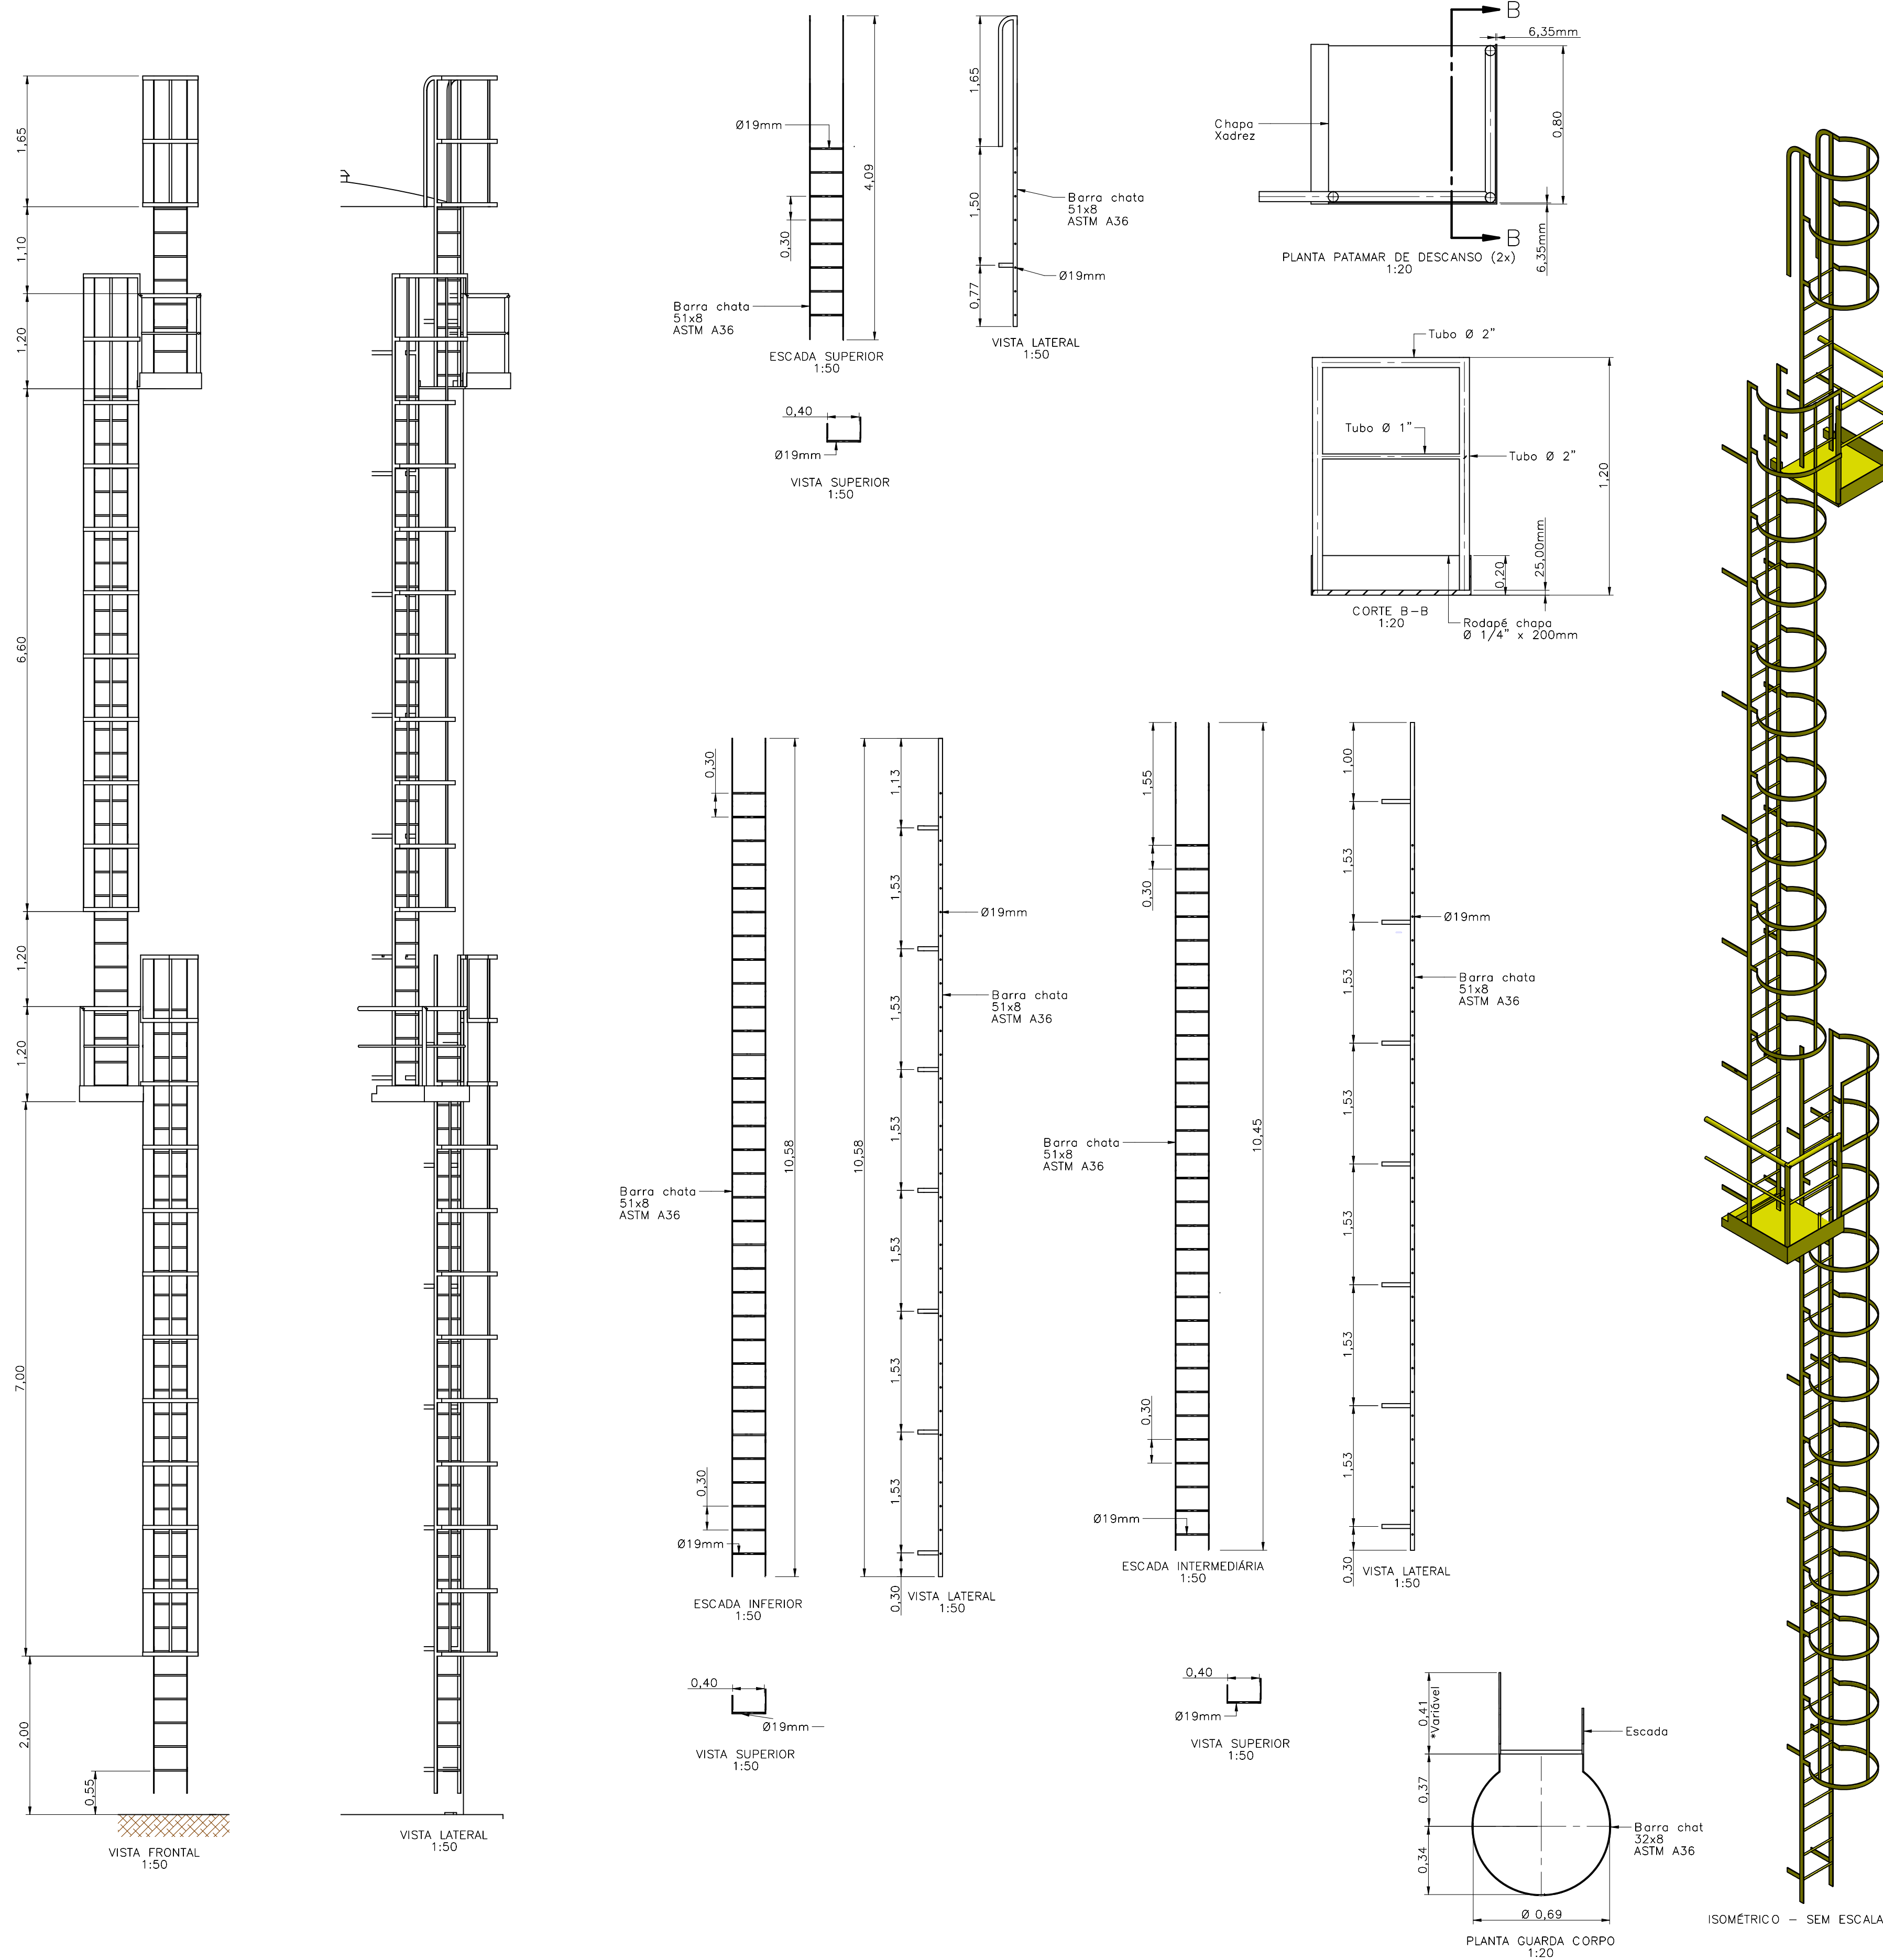 1,65
1,10
1,20
6,60
1,20
1,20
7,00
2,00
0,55
VISTA FRONTAL
1:50
VISTA LATERAL
1:50
Ø19mm
0,30
4,09
Barra chata
51x8
ASTM A36
ESCADA SUPERIOR
1:50
1,65
1,50
0,77
Barra chata
51x8
ASTM A36
Ø19mm
VISTA LATERAL
1:50
0,40
Ø19mm
VISTA SUPERIOR
1:50
B
6,35mm
Chapa
Xadrez
0,80
B
6,35mm
PLANTA PATAMAR DE DESCANSO (2x)
1:20
Tubo Ø 2"
Tubo Ø 1"
Tubo Ø 2"
1,20
25,00mm
0,20
CORTE B-B
1:20
Rodapé chapa
Ø 1/4" x 200mm
0,30
10,58
Barra chata
51x8
ASTM A36
0,30
Ø19mm
ESCADA INFERIOR
1:50
10,58
1,13
1,53
1,53
1,53
1,53
1,53
1,53
0,30
Ø19mm
Barra chata
51x8
ASTM A36
VISTA LATERAL
1:50
0,40
Ø19mm
VISTA SUPERIOR
1:50
1,55
0,30
10,45
Barra chata
51x8
ASTM A36
0,30
Ø19mm
ESCADA INTERMEDIÁRIA
1:50
1,00
1,53
1,53
1,53
1,53
1,53
1,53
0,30
Ø19mm
Barra chata
51x8
ASTM A36
VISTA LATERAL
1:50
0,40
Ø19mm
VISTA SUPERIOR
1:50
0,41
*Variável
0,37
0,34
Escada
Barra chat
32x8
ASTM A36
Ø 0,69
PLANTA GUARDA CORPO
1:20
ISOMÉTRICO - SEM ESCALA